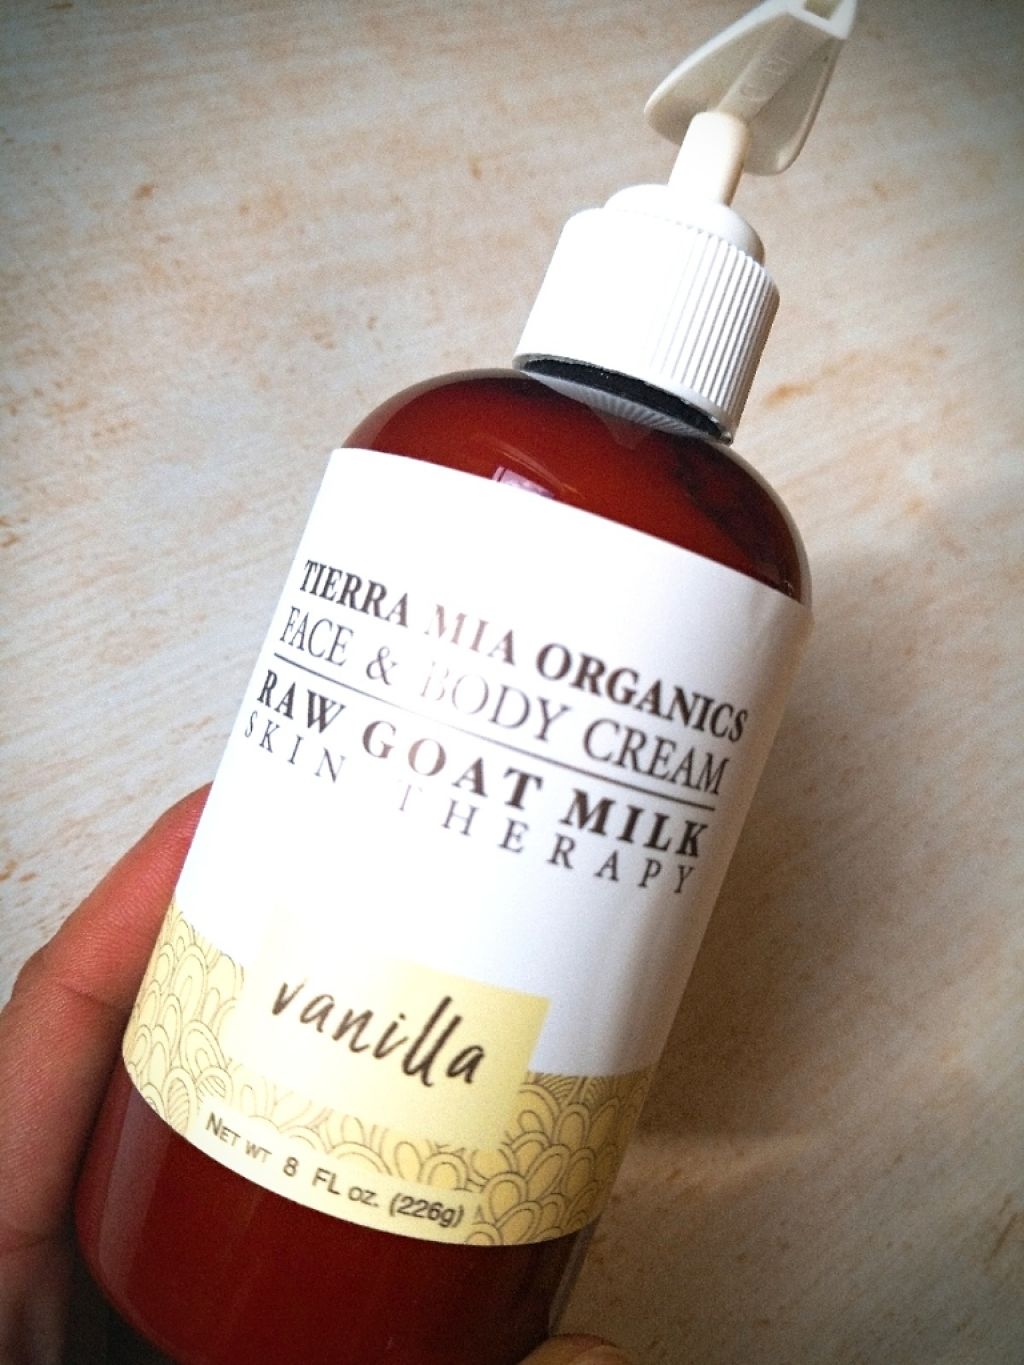 TIERRA MIA ORGANICS
FACE & BODY CREAM
RAW GOAT MILK
SKIN THERAPY
vanilla
NET WT 8 FL OZ. (226g)